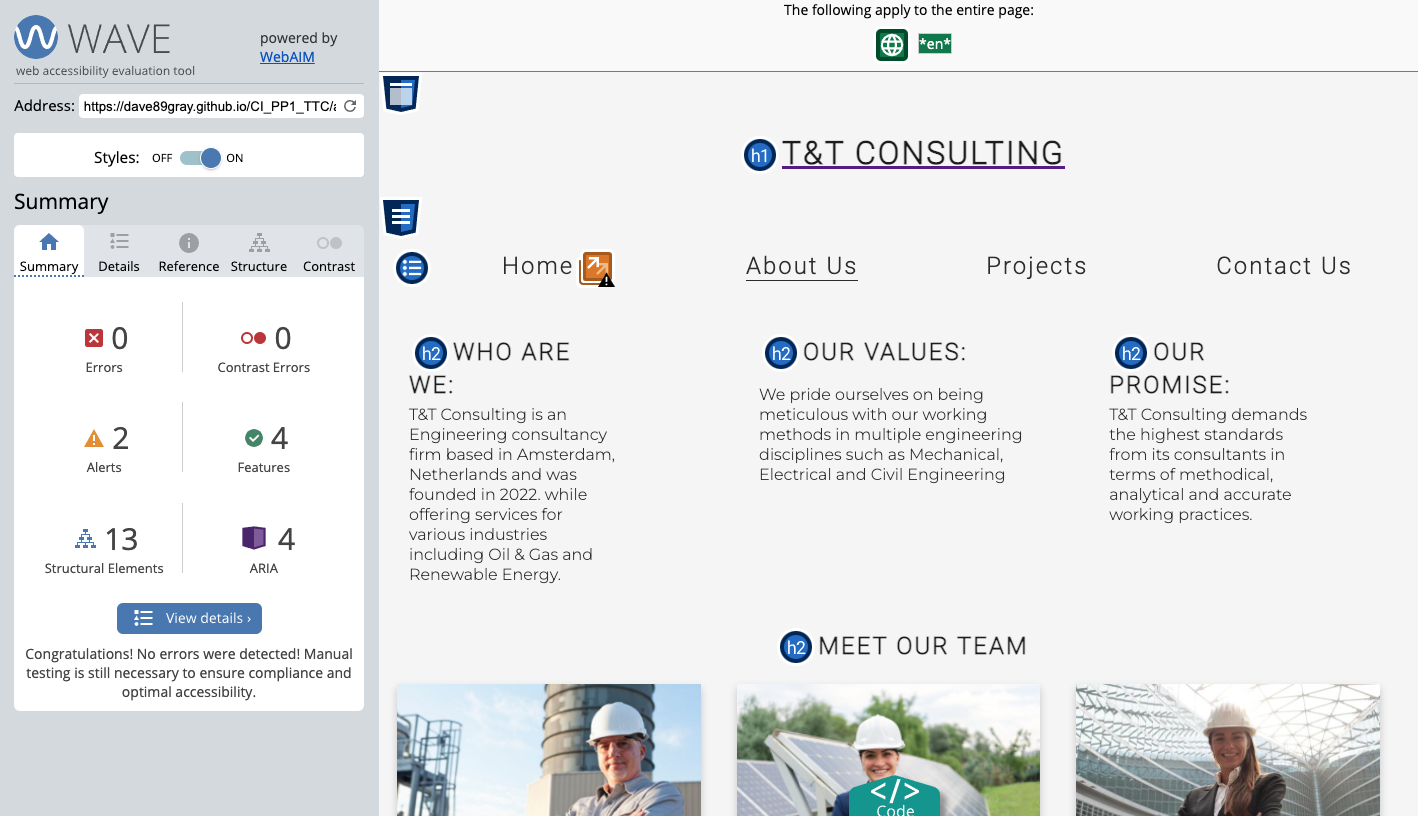 WAVE
powered by
WebAIM
web accessibility evaluation tool
Address: https://dave89gray.github.io/CI_PP1_TTC/a
Styles: OFF ON
Summary
Summary Details Reference Structure Contrast
0
Errors
0
Contrast Errors
2
Alerts
4
Features
13
Structural Elements
4
ARIA
View details ›
Congratulations! No errors were detected! Manual
testing is still necessary to ensure compliance and
optimal accessibility.
The following apply to the entire page:
*en*
h1 T&T CONSULTING
Home About Us Projects Contact Us
h2 WHO ARE
WE:
T&T Consulting is an
Engineering consultancy
firm based in Amsterdam,
Netherlands and was
founded in 2022. while
offering services for
various industries
including Oil & Gas and
Renewable Energy.
h2 OUR VALUES:
We pride ourselves on being
meticulous with our working
methods in multiple engineering
disciplines such as Mechanical,
Electrical and Civil Engineering
h2 OUR
PROMISE:
T&T Consulting demands
the highest standards
from its consultants in
terms of methodical,
analytical and accurate
working practices.
h2 MEET OUR TEAM
</>
Code